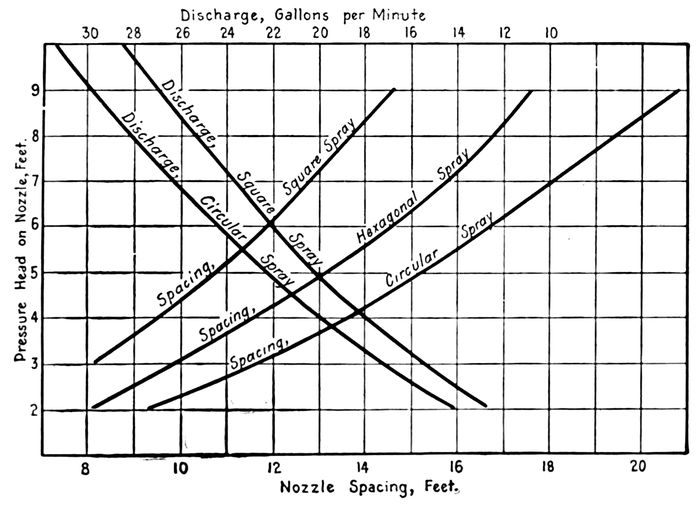 Discharge, Gallons per Minute
30 28 26 24 22 20 18 16 14 12 10
Pressure Head on Nozzle, Feet.
9
8
7
6
5
4
3
2
Discharge, Square Spray
Discharge, Circular Spray
Spacing, Square Spray
Spacing, Hexagonal Spray
Spacing, Circular Spray
8 10 12 14 16 18 20
Nozzle Spacing, Feet.